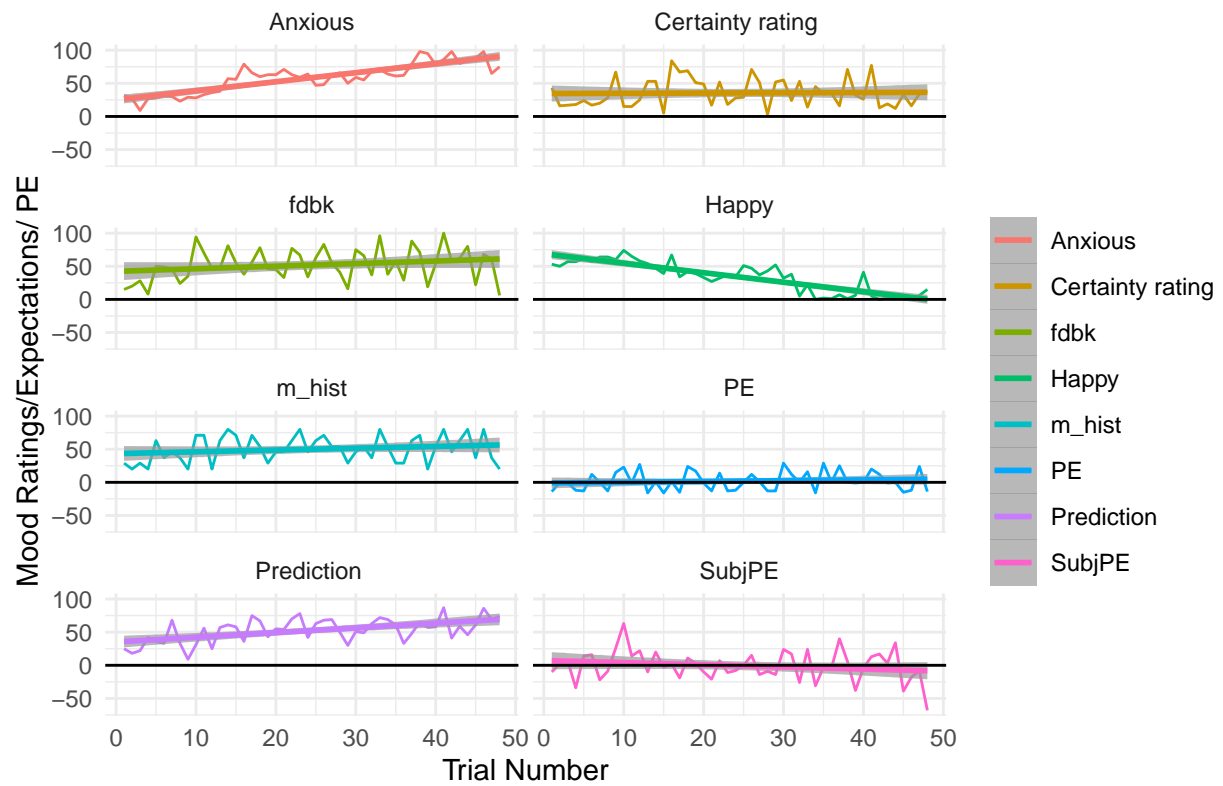 Anxious
Certainty rating
100
50
0
−50
fdbk
Happy
100
50
0
−50
m_hist
PE
100
50
0
−50
Prediction
SubjPE
100
50
0
−50
0 10 20 30 40 50 0 10 20 30 40 50
Trial Number
Mood Ratings/Expectations/ PE
Anxious
Certainty rating
fdbk
Happy
m_hist
PE
Prediction
SubjPE